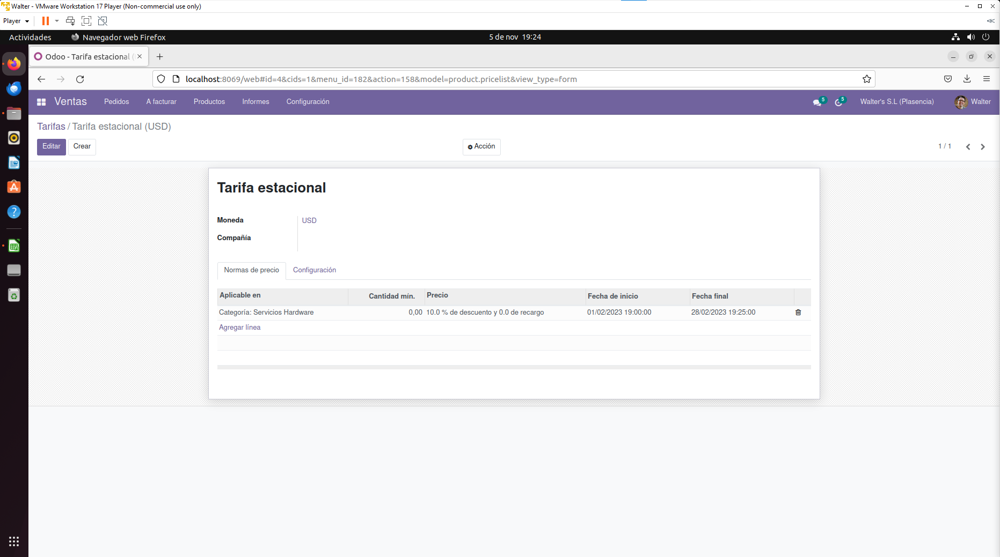 Walter - VMware Workstation 17 Player (Non-commercial use only)
Player
Actividades
Navegador web Firefox
5 de nov 19:24
Odoo - Tarifa estacional (
localhost:8069/web#id=4&cids=1&menu_id=182&action=158&model=product.pricelist&view_type=form
Ventas
Pedidos
A facturar
Productos
Informes
Configuración
5
5
Walter's S.L (Plasencia)
Walter
Tarifas / Tarifa estacional (USD)
Editar
Crear
Acción
1 / 1
Tarifa estacional
Moneda
USD
Compañía
Normas de precio
Configuración
Aplicable en
Cantidad mín.
Precio
Fecha de inicio
Fecha final
Categoría: Servicios Hardware
0,00
10.0 % de descuento y 0.0 de recargo
01/02/2023 19:00:00
28/02/2023 19:25:00
Agregar línea